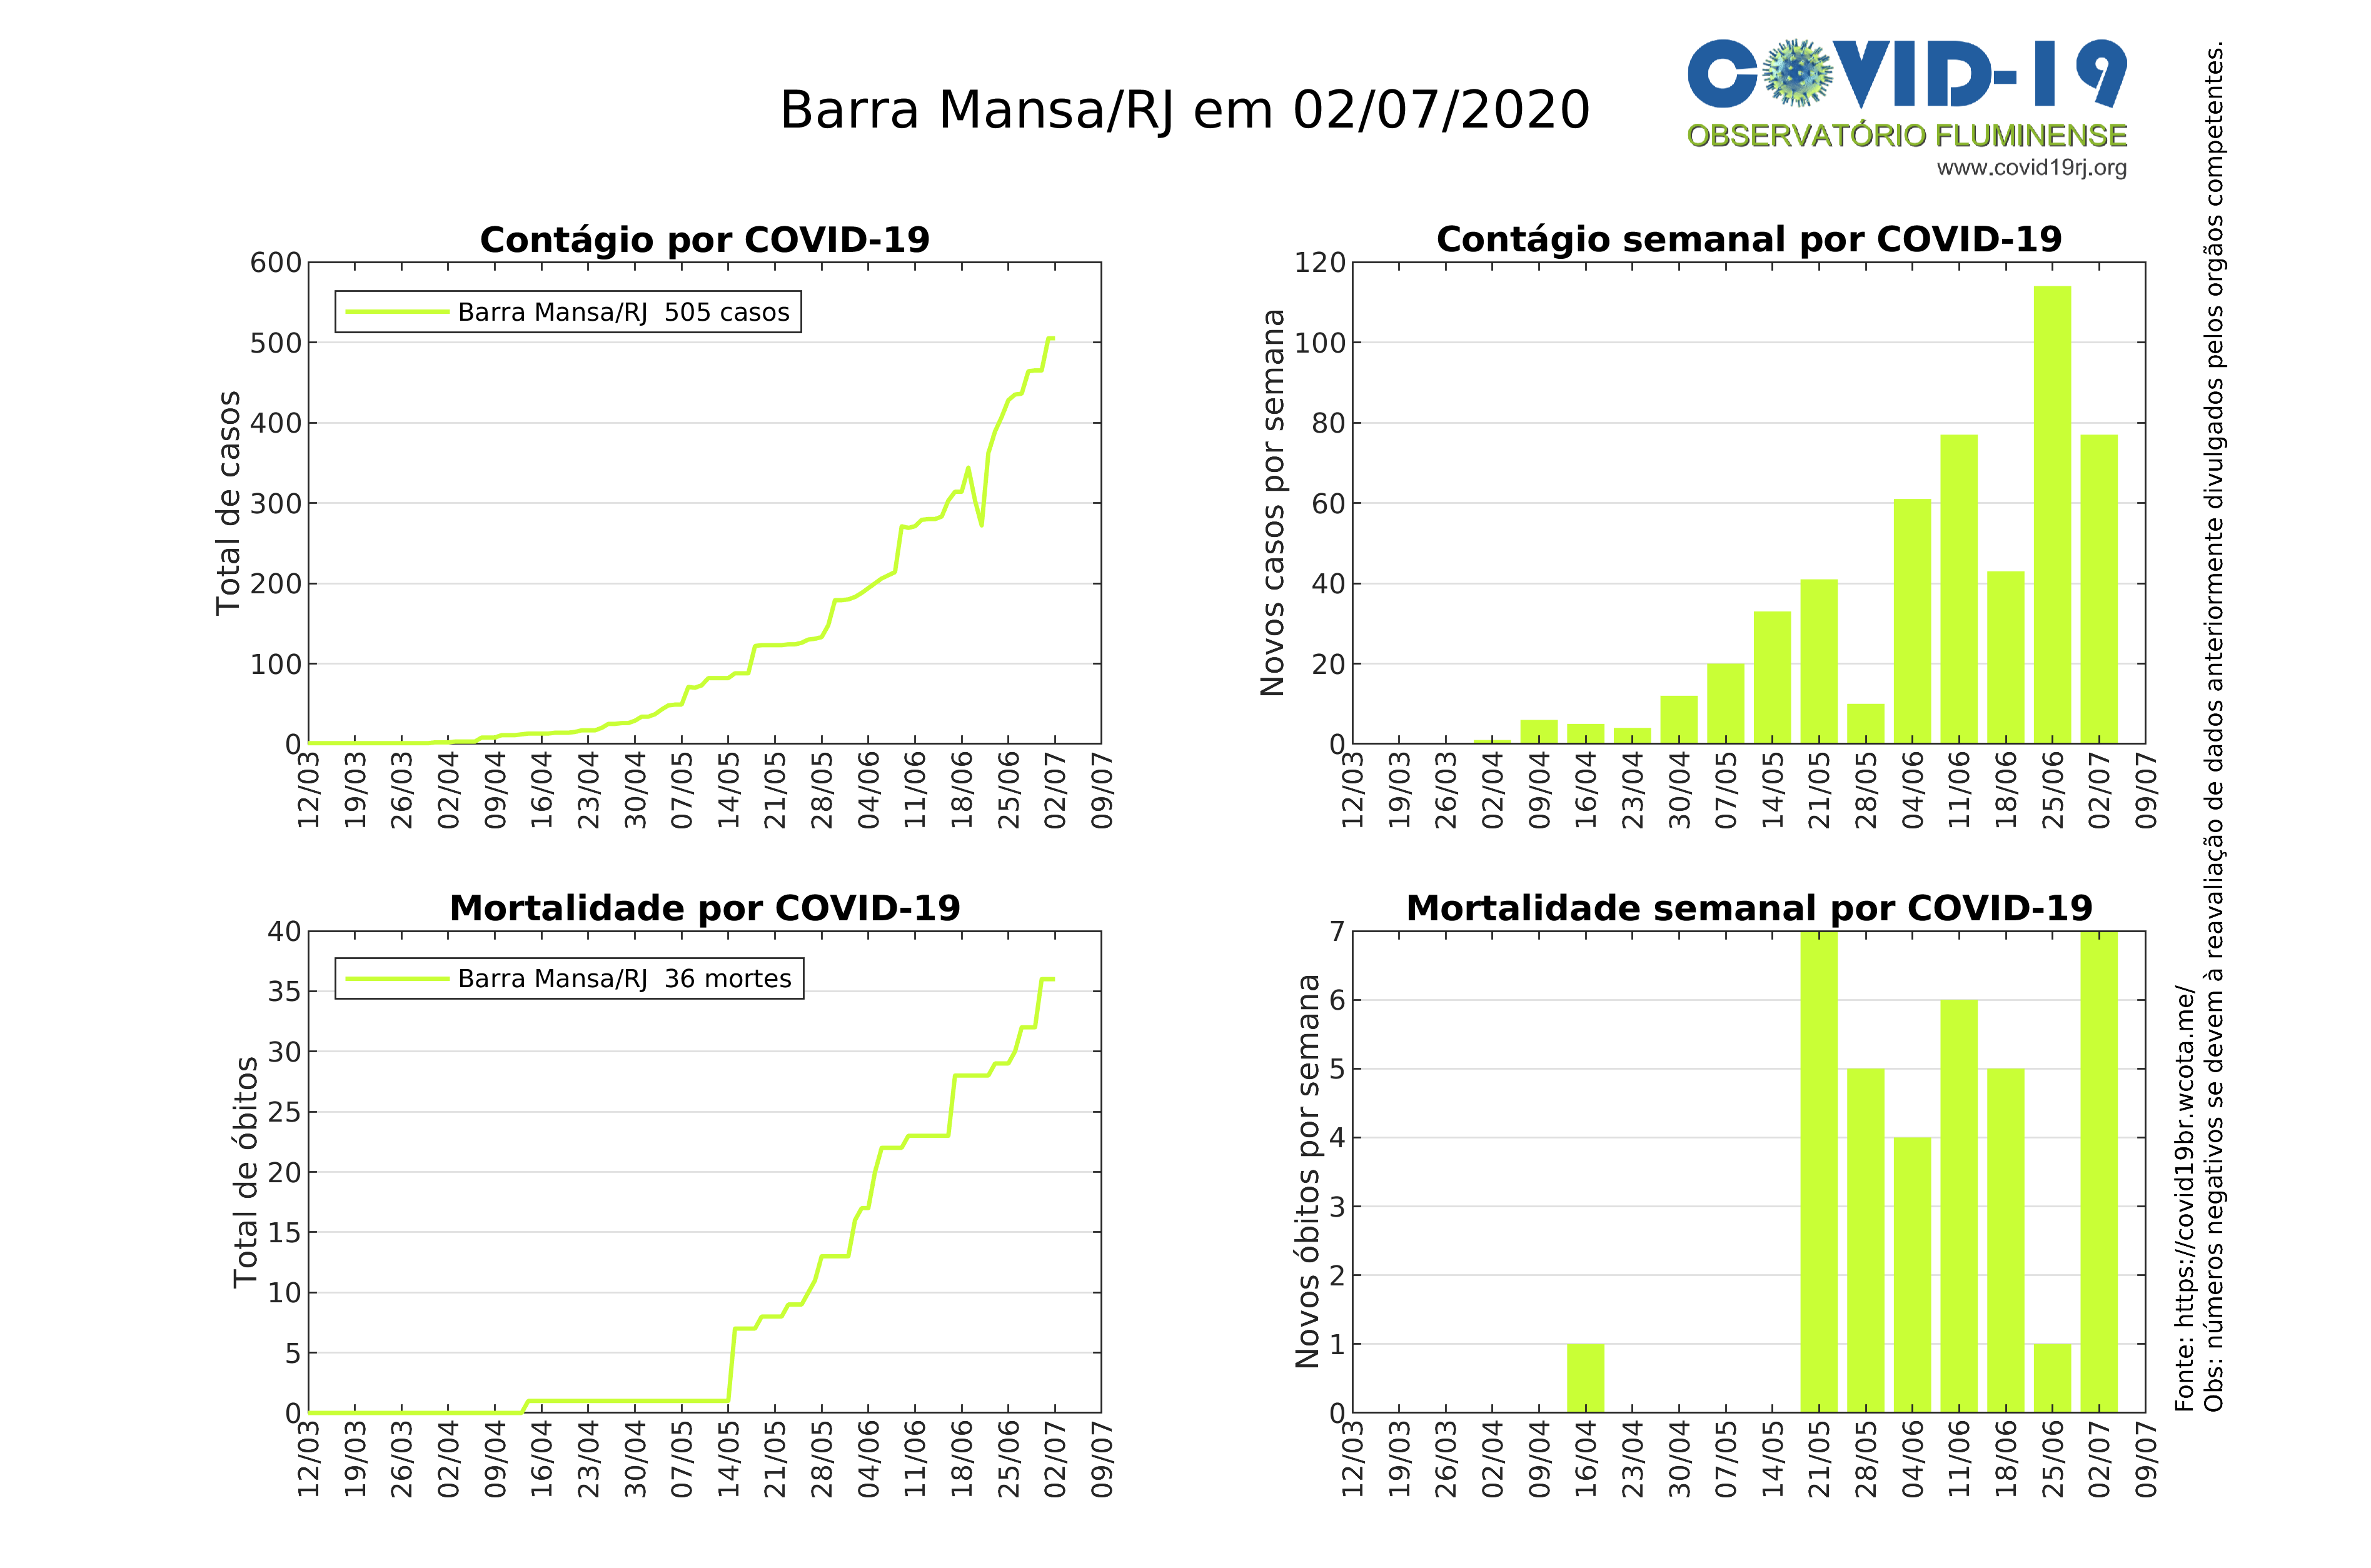 Barra Mansa/RJ em 02/07/2020
COVID-19
OBSERVATÓRIO FLUMINENSE
www.covid19rj.org
Contágio por COVID-19
Total de casos
600
500
400
300
200
100
0
Barra Mansa/RJ 505 casos
12/03 19/03 26/03 02/04 09/04 16/04 23/04 30/04 07/05 14/05 21/05 28/05 04/06 11/06 18/06 25/06 02/07 09/07
Contágio semanal por COVID-19
Novos casos por semana
120
100
80
60
40
20
0
12/03 19/03 26/03 02/04 09/04 16/04 23/04 30/04 07/05 14/05 21/05 28/05 04/06 11/06 18/06 25/06 02/07 09/07
Mortalidade por COVID-19
Total de óbitos
40
35
30
25
20
15
10
5
0
Barra Mansa/RJ 36 mortes
12/03 19/03 26/03 02/04 09/04 16/04 23/04 30/04 07/05 14/05 21/05 28/05 04/06 11/06 18/06 25/06 02/07 09/07
Mortalidade semanal por COVID-19
Novos óbitos por semana
7
6
5
4
3
2
1
0
12/03 19/03 26/03 02/04 09/04 16/04 23/04 30/04 07/05 14/05 21/05 28/05 04/06 11/06 18/06 25/06 02/07 09/07
Fonte: https://covid19br.wcota.me/
Obs: números negativos se devem à reavaliação de dados anteriormente divulgados pelos orgãos competentes.